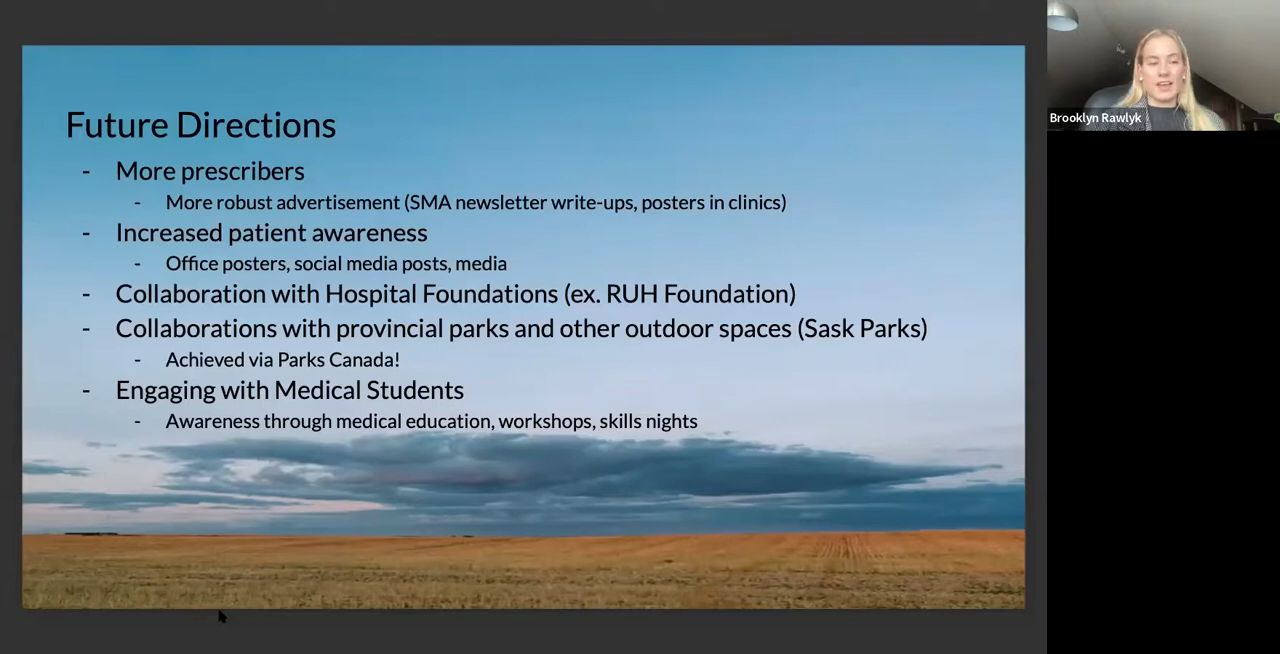 Future Directions
- More prescribers
- More robust advertisement (SMA newsletter write-ups, posters in clinics)
- Increased patient awareness
- Office posters, social media posts, media
- Collaboration with Hospital Foundations (ex. RUH Foundation)
- Collaborations with provincial parks and other outdoor spaces (Sask Parks)
- Achieved via Parks Canada!
- Engaging with Medical Students
- Awareness through medical education, workshops, skills nights
Brooklyn Rawlyk